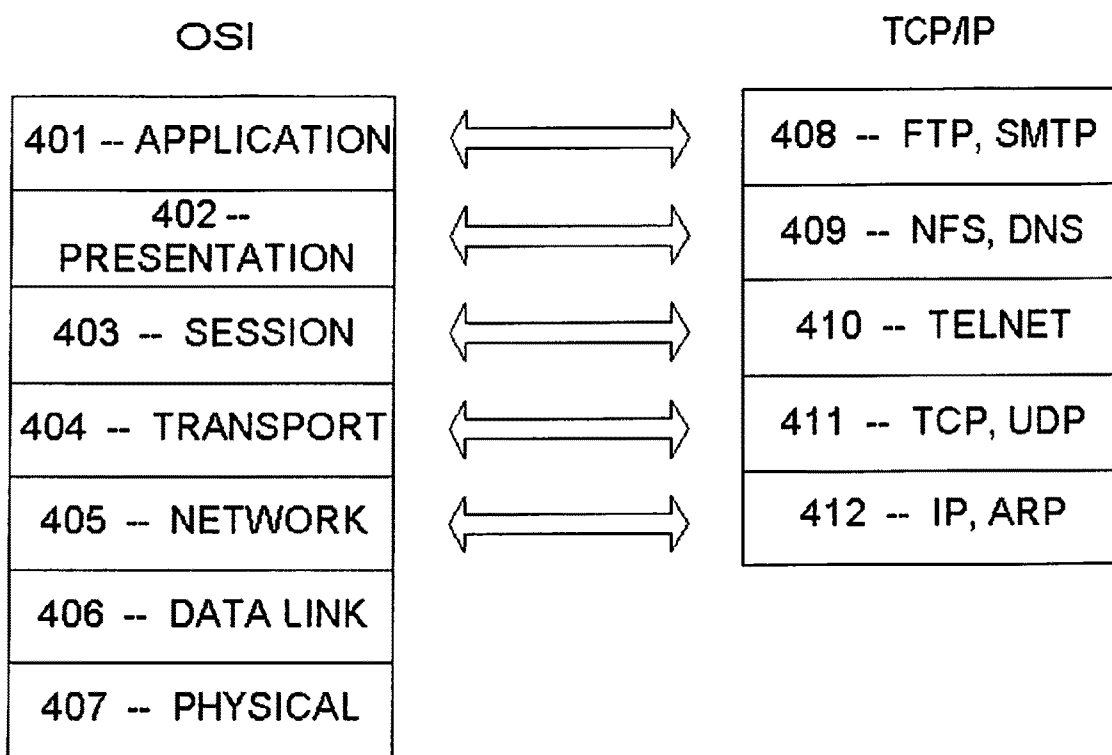 OSI
TCP/IP
401 -- APPLICATION
402 --
PRESENTATION
403 -- SESSION
404 -- TRANSPORT
405 -- NETWORK
406 -- DATA LINK
407 -- PHYSICAL
408 -- FTP, SMTP
409 -- NFS, DNS
410 -- TELNET
411 -- TCP, UDP
412 -- IP, ARP